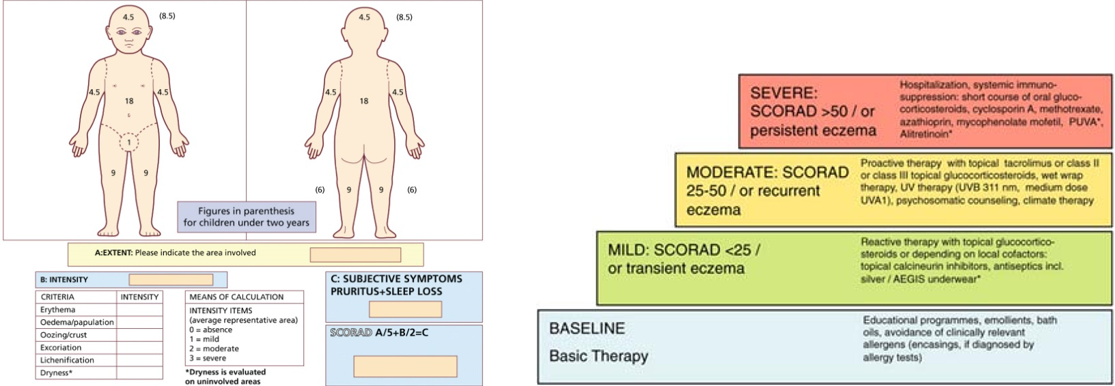 4.5 (8.5)
4.5 (8.5)
4.5 4.5
18
1
9 9
4.5 4.5
18
(6) 9 9 (6)
Figures in parenthesis
for children under two years
A:EXTENT: Please indicate the area involved
B: INTENSITY
CRITERIA INTENSITY
Erythema
Oedema/papulation
Oozing/crust
Excoriation
Lichenification
Dryness*
MEANS OF CALCULATION
INTENSITY ITEMS
(average representative area)
0 = absence
1 = mild
2 = moderate
3 = severe
*Dryness is evaluated
on uninvolved areas
C: SUBJECTIVE SYMPTOMS
PRURITUS+SLEEP LOSS
SCORAD A/5+B/2=C
SEVERE:
SCORAD >50 / or
persistent eczema
Hospitalization, systemic immuno-
suppression: short course of oral gluco-
corticosteroids, cyclosporin A, methotrexate,
azathioprin, mycophenolate mofetil, PUVA*,
Alitretinoin*
MODERATE: SCORAD
25-50 / or recurrent
eczema
Proactive therapy with topical tacrolimus or class II
or class III topical glucocorticosteroids, wet wrap
therapy, UV therapy (UVB 311 nm, medium dose
UVA1), psychosomatic counseling, climate therapy
MILD: SCORAD <25 /
or transient eczema
Reactive therapy with topical glucocortico-
steroids or depending on local cofactors:
topical calcineurin inhibitors, antiseptics incl.
silver / AEGIS underwear*
BASELINE
Basic Therapy
Educational programmes, emollients, bath
oils, avoidance of clinically relevant
allergens (encasings, if diagnosed by
allergy tests)